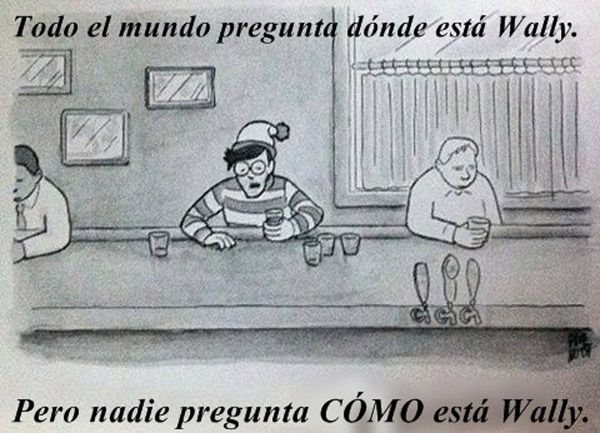 Todo el mundo pregunta dónde está Wally.
Pero nadie pregunta CÓMO está Wally.